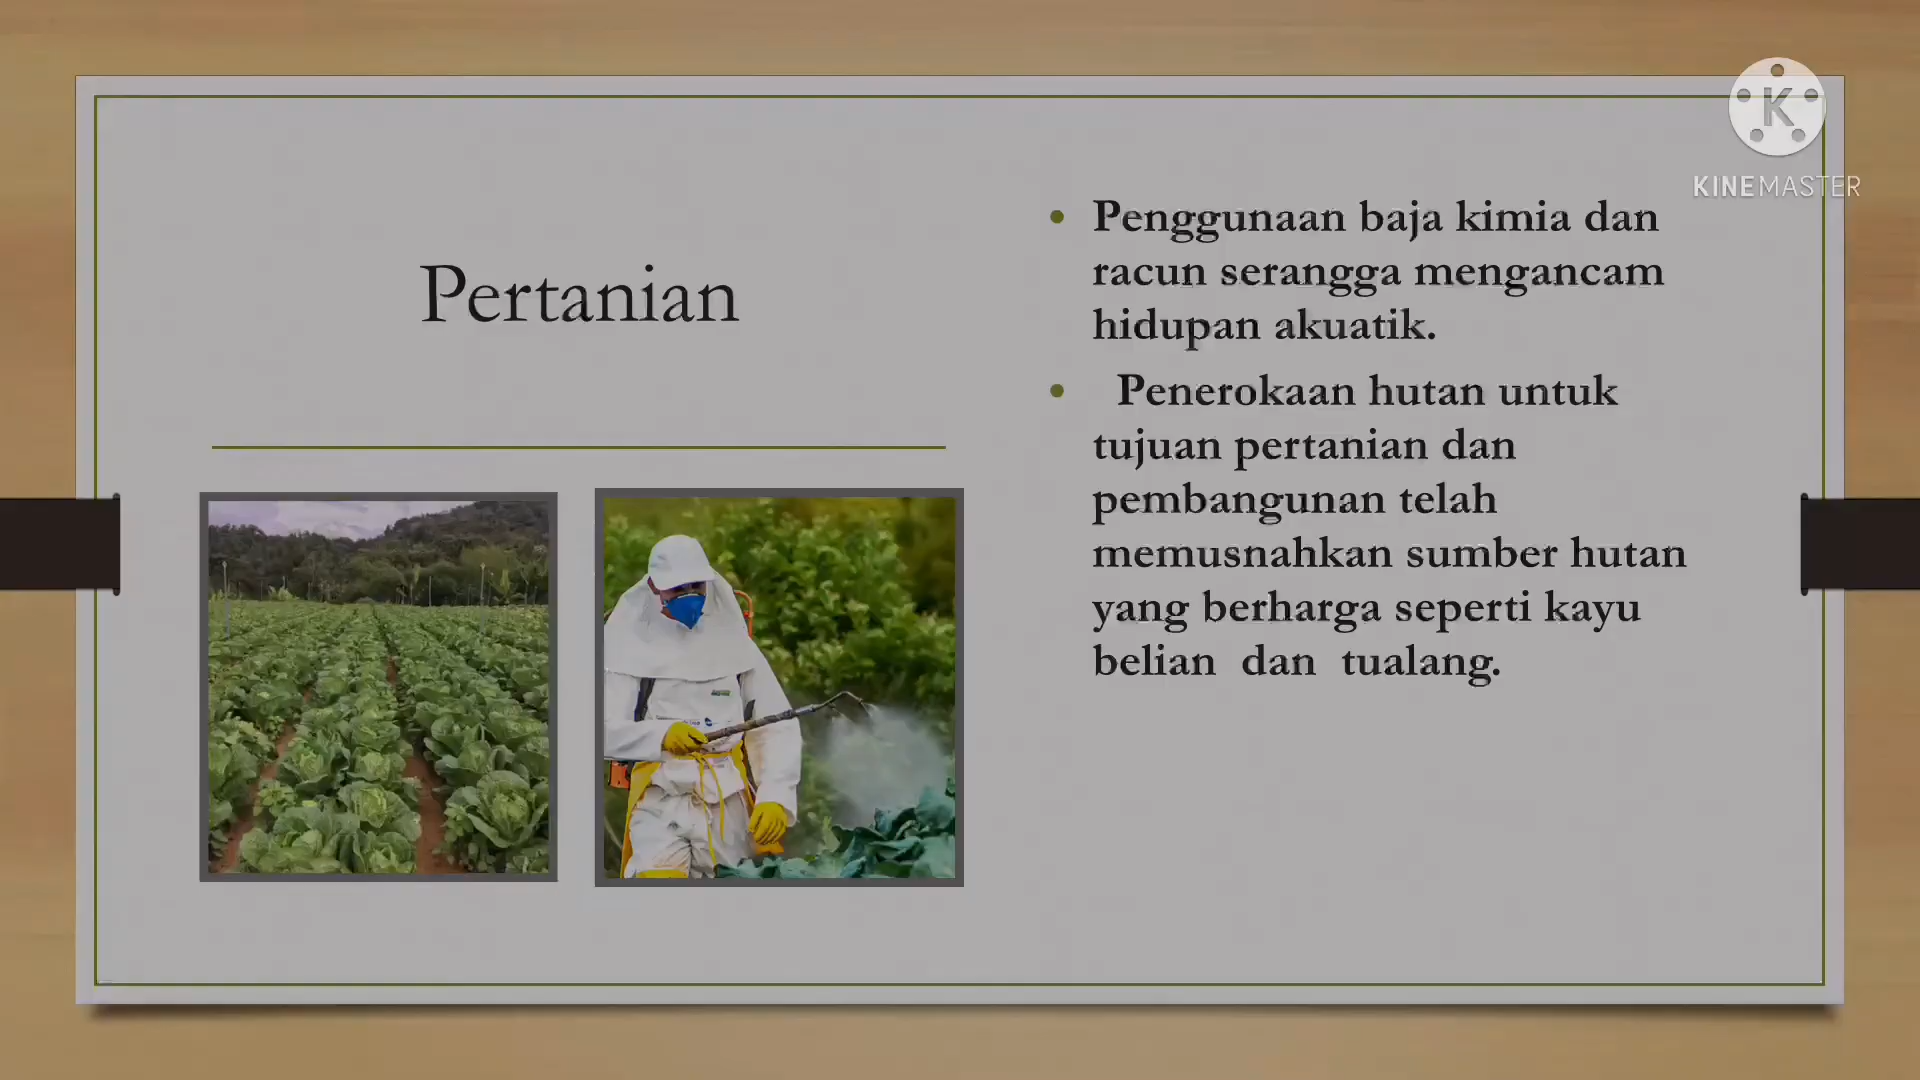 Pertanian
Penggunaan baja kimia dan
racun serangga mengancam
hidupan akuatik.
Penerokaan hutan untuk
tujuan pertanian dan
pembangunan telah
memusnahkan sumber hutan
yang berharga seperti kayu
belian dan tualang.
K
KINEMASTER